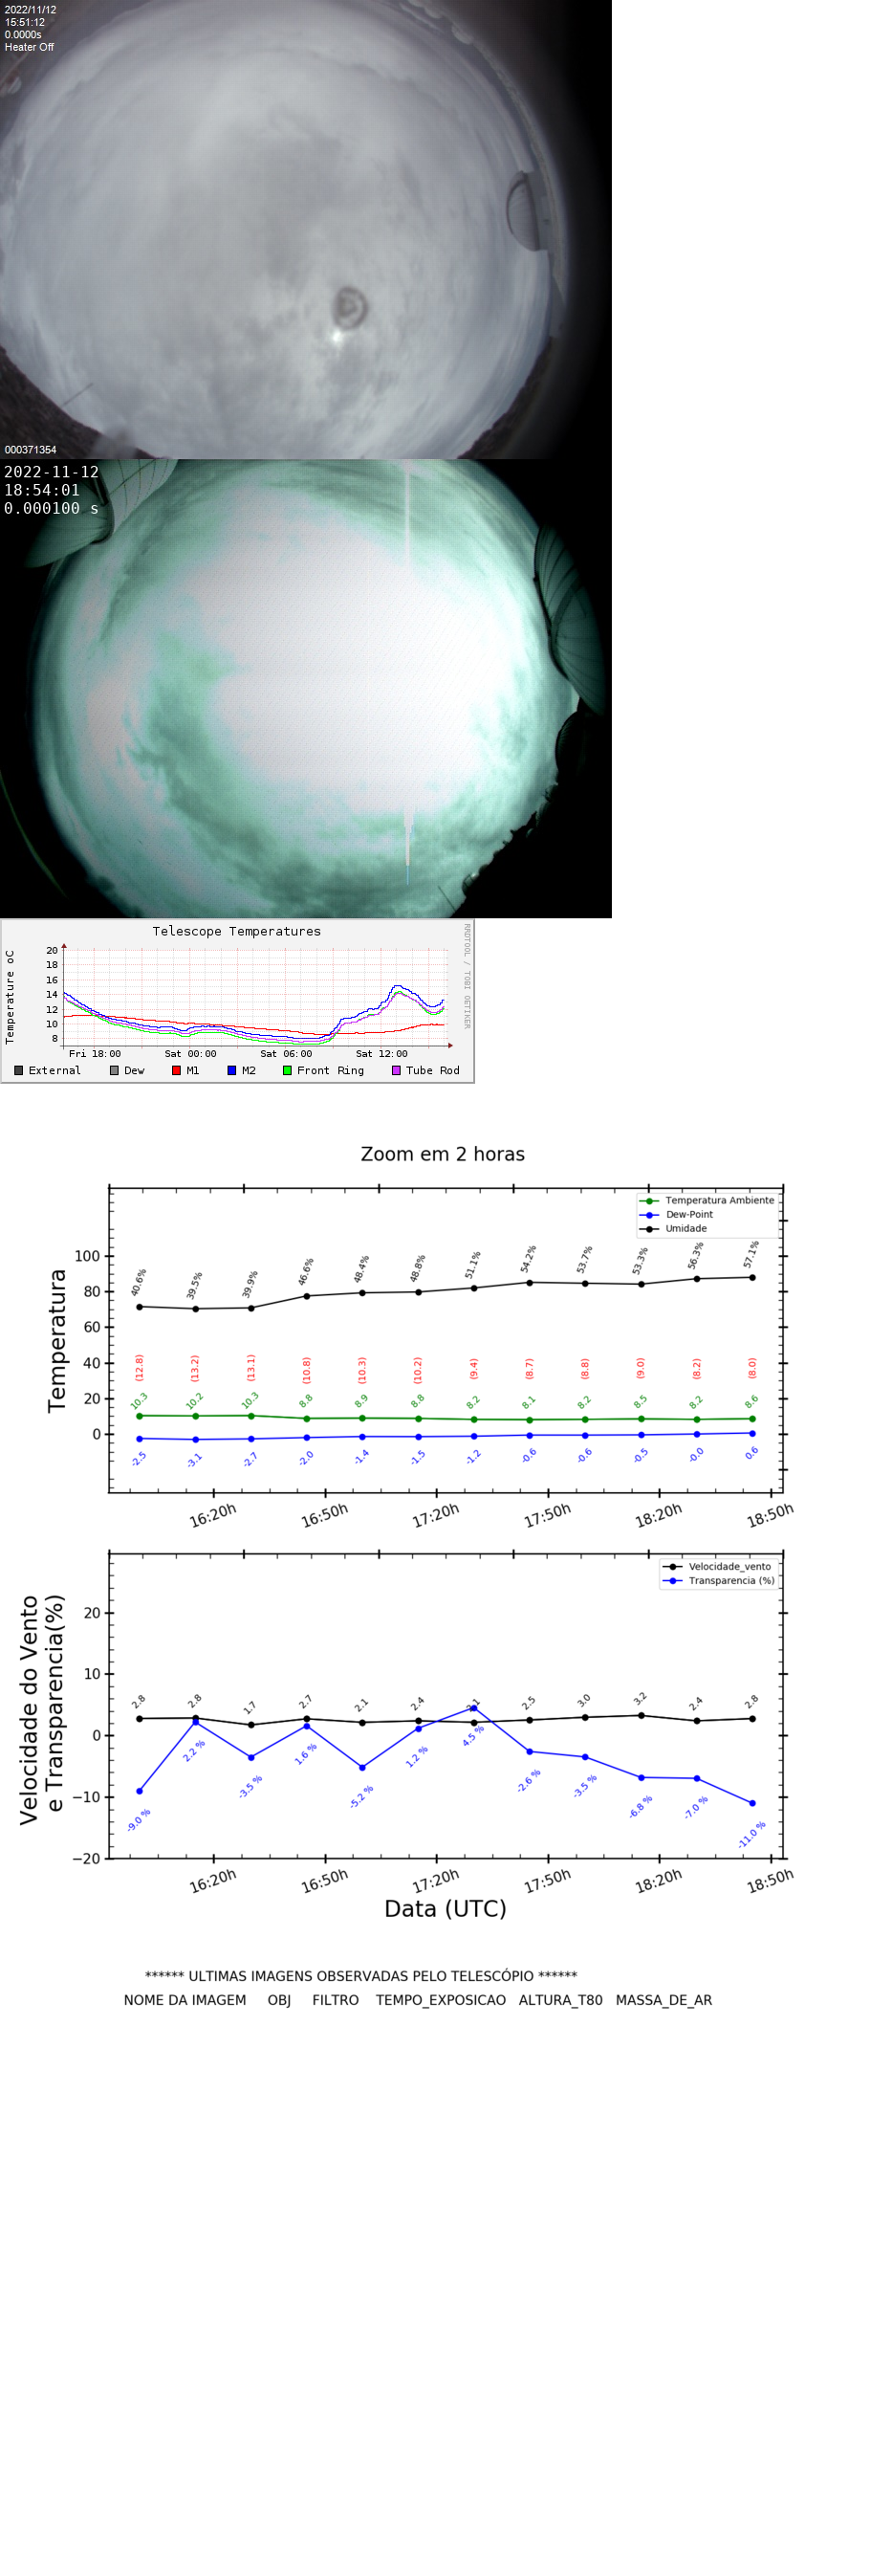 2022/11/12
15:51:12
0.0000s
Heater Off
000371354
2022-11-12
18:54:01
0.000100 s
Telescope Temperatures
RRDTOOL / TOBI OETIKER
Temperature oC
20
18
16
14
12
10
8
Fri 18:00 Sat 00:00 Sat 06:00 Sat 12:00
External Dew M1 M2 Front Ring Tube Rod
Zoom em 2 horas
Temperatura Ambiente
Dew-Point
Umidade
Temperatura
100
80
60
40
20
0
40.6% 39.5% 39.9% 46.6% 48.4% 48.8% 51.1% 54.2% 53.7% 53.3% 56.3% 57.1%
(12.8) (13.2) (13.1) (10.8) (10.3) (10.2) (9.4) (8.7) (8.8) (9.0) (8.2) (8.0)
10.3 10.2 10.3 8.8 8.9 8.8 8.2 8.1 8.2 8.5 8.2 8.6
-2.5 -3.1 -2.7 -2.0 -1.4 -1.5 -1.2 -0.6 -0.6 -0.5 -0.0 0.6
16:20h 16:50h 17:20h 17:50h 18:20h 18:50h
Velocidade_vento
Transparencia (%)
Velocidade do Vento
e Transparencia(%)
20
10
0
−10
−20
2.8 2.8 1.7 2.7 2.1 2.4 2.1 2.5 3.0 3.2 2.4 2.8
-9.0 % 2.2 % -3.5 % 1.6 % -5.2 % 1.2 % 4.5 % -2.6 % -3.5 % -6.8 % -7.0 % -11.0 %
16:20h 16:50h 17:20h 17:50h 18:20h 18:50h
Data (UTC)
****** ULTIMAS IMAGENS OBSERVADAS PELO TELESCÓPIO ******
NOME DA IMAGEM OBJ FILTRO TEMPO_EXPOSICAO ALTURA_T80 MASSA_DE_AR